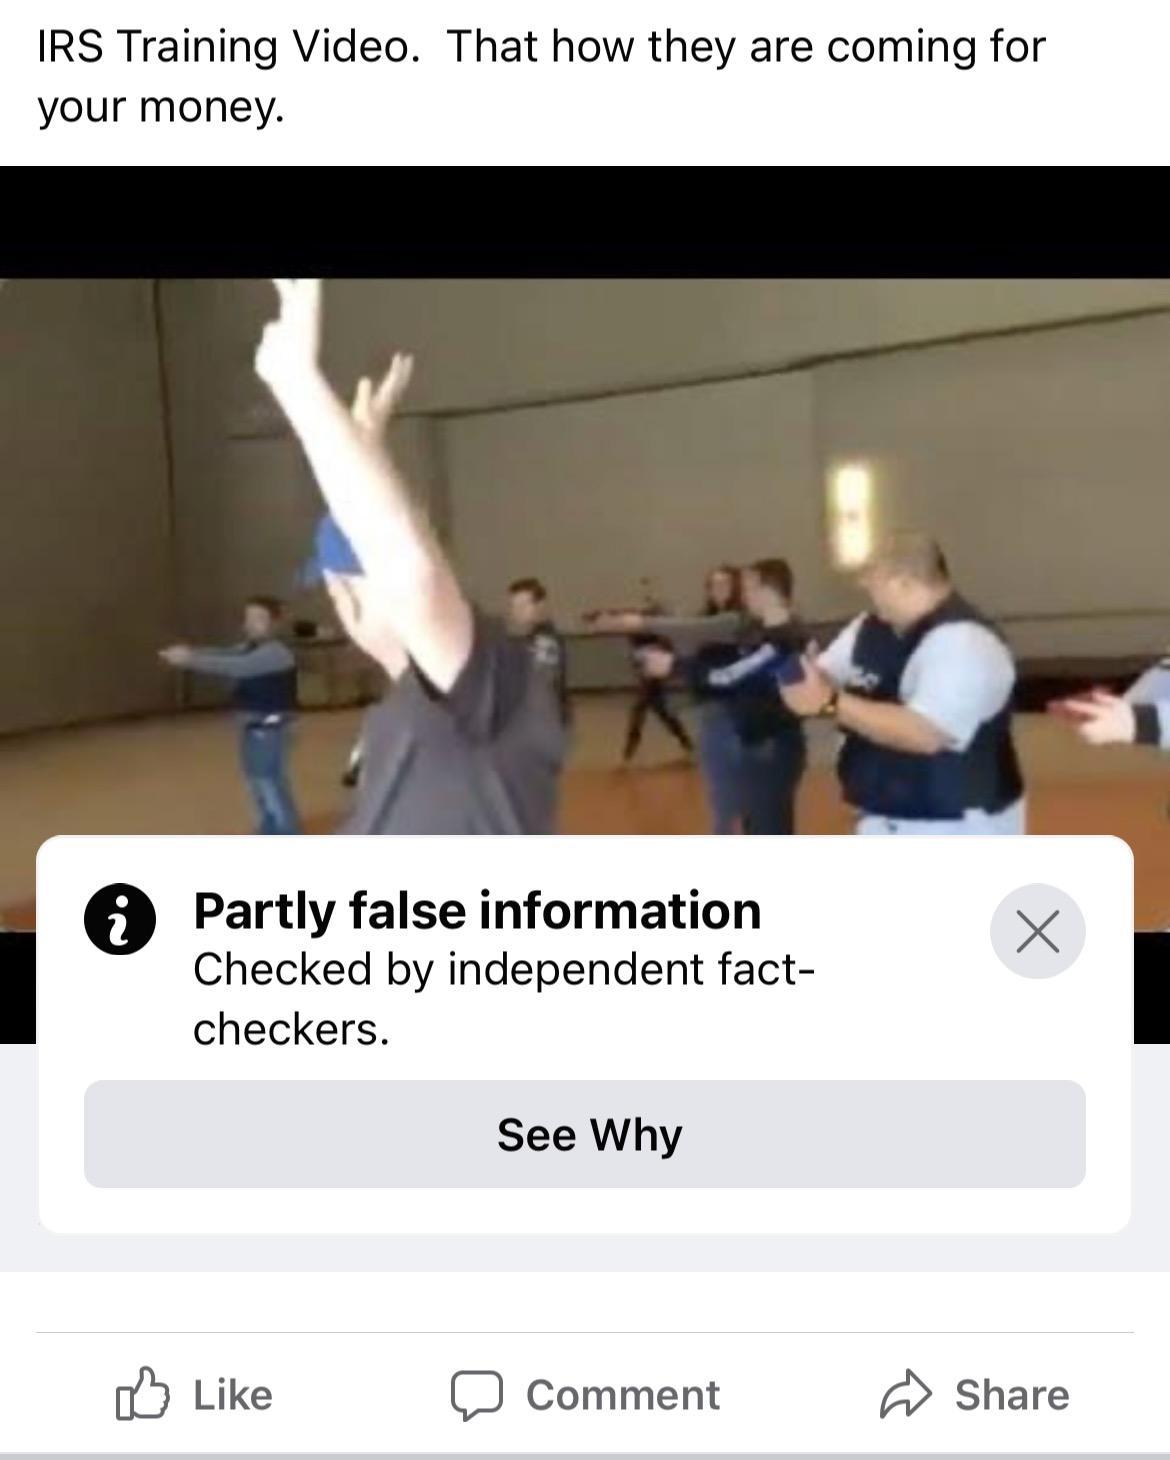 IRS Training Video.  That how they are coming for
your money.
Partly false information
Checked by independent fact-
checkers.
See Why
Like
Comment
Share